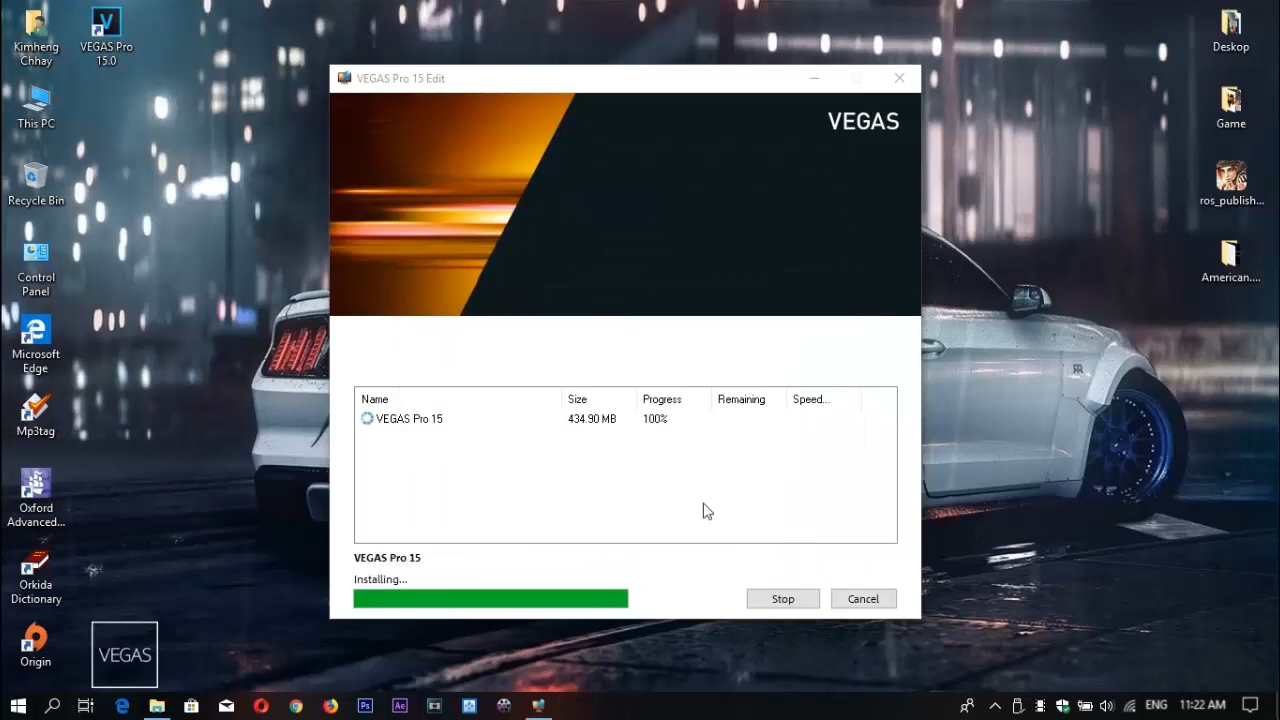 Kimheng
Chhay
VEGAS Pro
15.0
This PC
Recycle Bin
Control
Panel
Microsoft
Edge
Mp3tag
Oxford
Advanced...
Orkida
Dictionary
Origin
VEGAS
VEGAS Pro 15 Edit
VEGAS
Name Size Progress Remaining Speed...
VEGAS Pro 15 434.90 MB 100%
VEGAS Pro 15
Installing...
Stop Cancel
Deskop
Game
ros_publish...
American....
Ps Ae ENG 11:22 AM